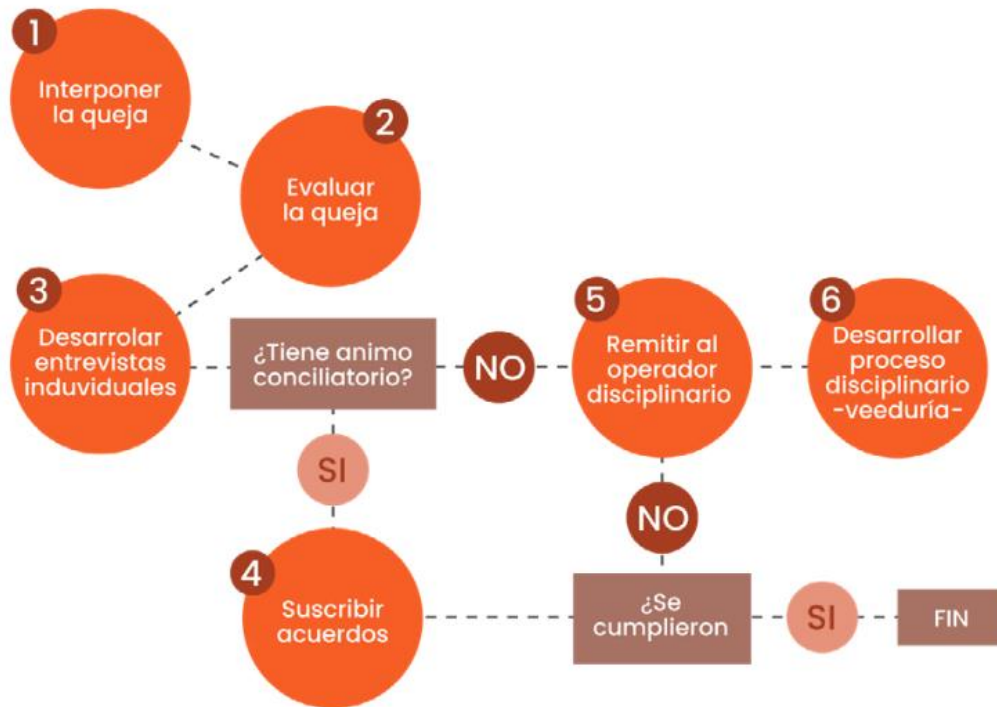 1
Interponer
la queja
2
Evaluar
la queja
3
Desarrolar
entrevistas
induviduales
¿Tiene animo
conciliatorio?
NO
5
Remitir al
operador
disciplinario
6
Desarrollar
proceso
disciplinario
-veeduría-
SI
4
Suscribir
acuerdos
NO
¿Se
cumplieron
SI
FIN